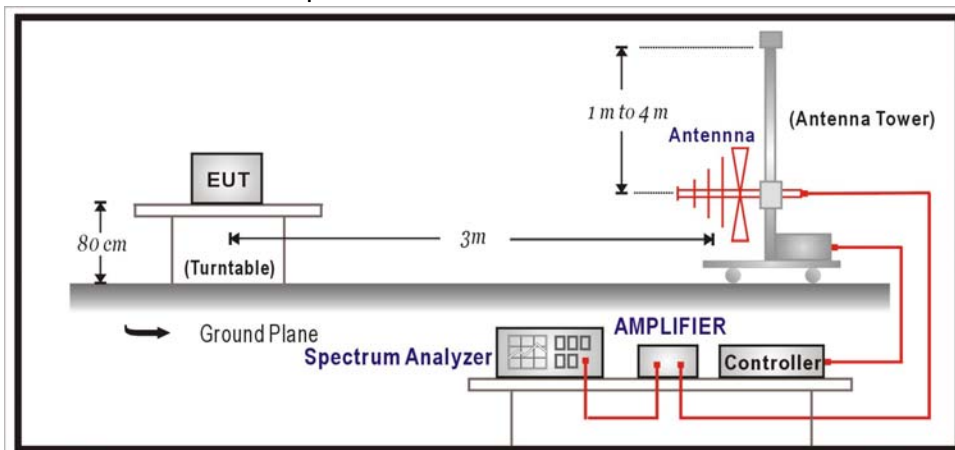 1 m to 4 m
(Antenna Tower)
Antennna
EUT
80 cm
3m
(Turntable)
Ground Plane
AMPLIFIER
Spectrum Analyzer
Controller